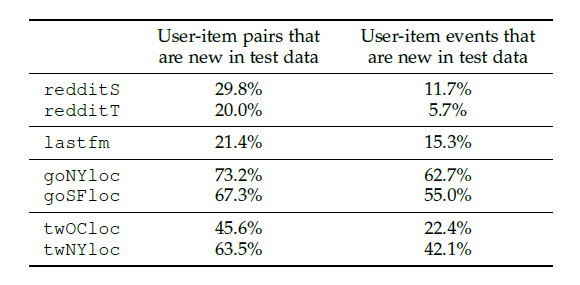 User-item pairs that User-item events that
are new in test data are new in test data
redditS 29.8% 11.7%
redditT 20.0% 5.7%
lastfm 21.4% 15.3%
goNYloc 73.2% 62.7%
goSFloc 67.3% 55.0%
twOCloc 45.6% 22.4%
twNYloc 63.5% 42.1%